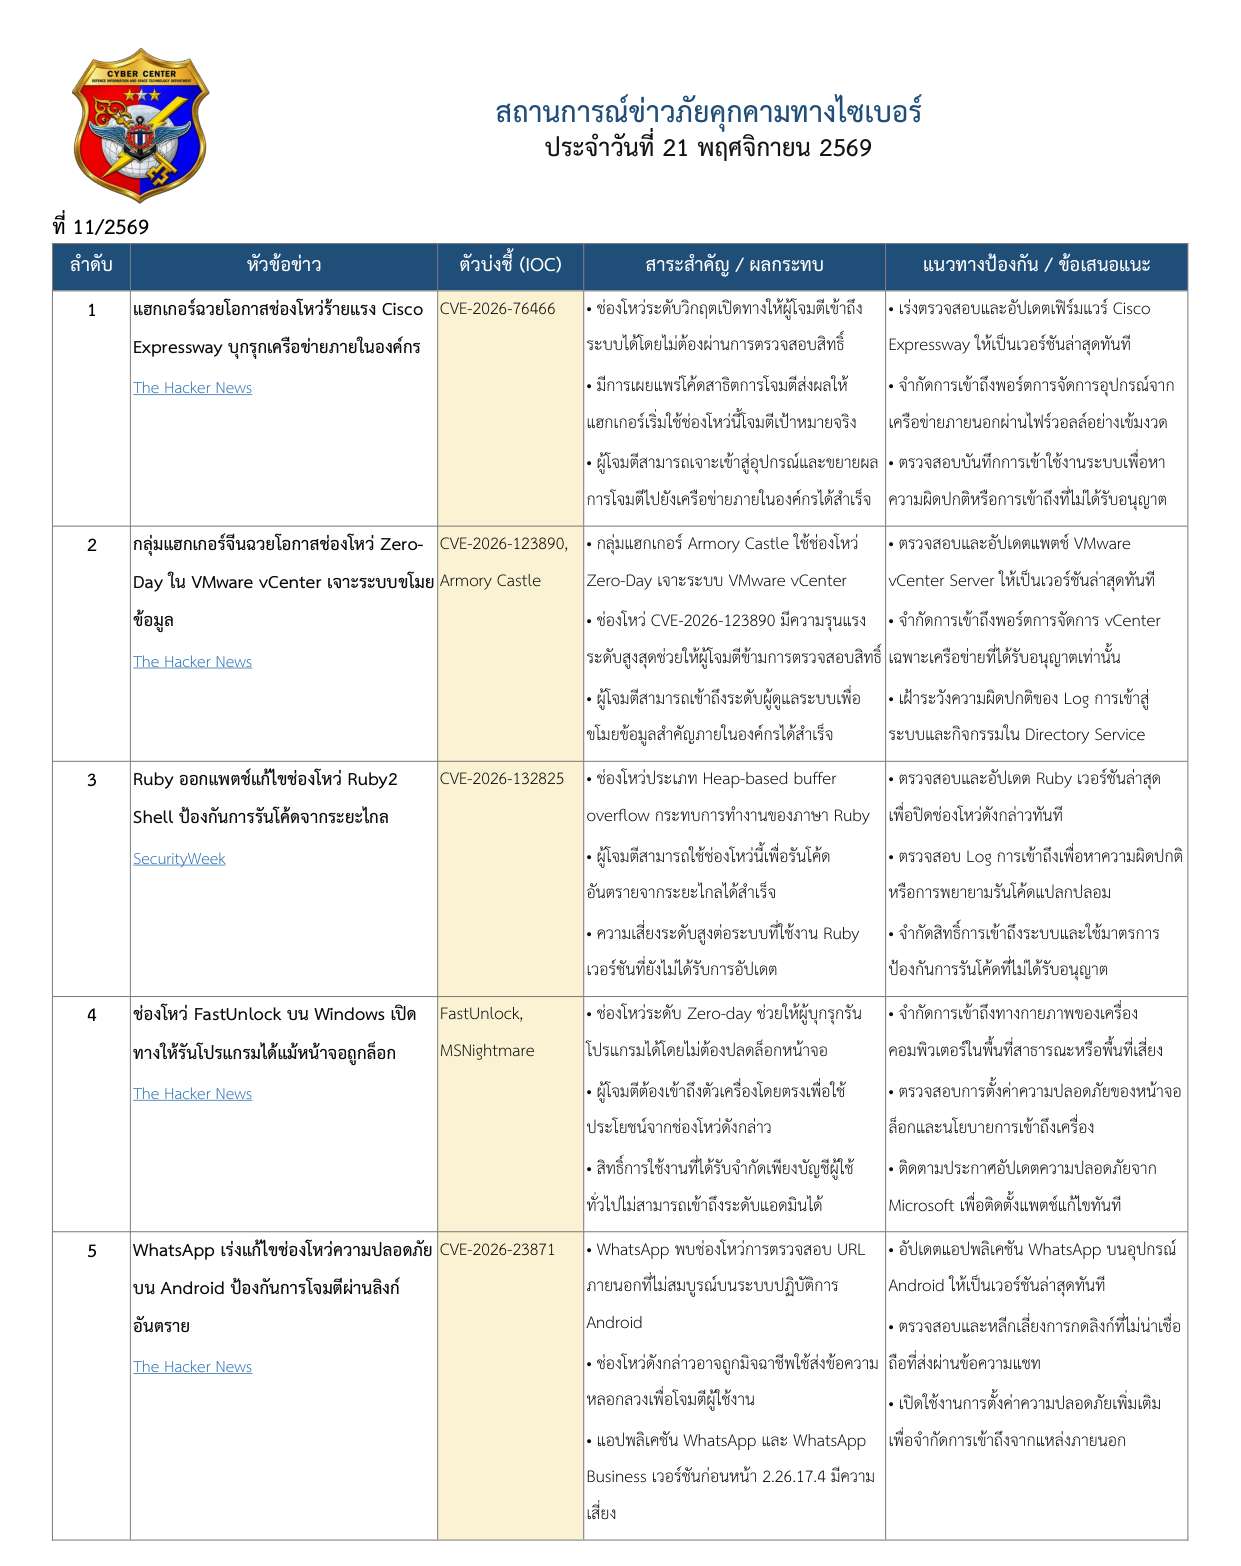 CYBER CENTER
DEFENCE INFORMATION AND SPACE TECHNOLOGY DEPARTMENT
สถานการณ์ข่าวภัยคุกคามทางไซเบอร์
ประจำวันที่ 21 พฤศจิกายน 2569
ที่ 11/2569
ลำดับ
หัวข้อข่าว
ตัวบ่งชี้ (IOC)
สาระสำคัญ / ผลกระทบ
แนวทางป้องกัน / ข้อเสนอแนะ
1
แฮกเกอร์ฉวยโอกาสช่องโหว่ร้ายแรง Cisco
Expressway บุกรุกเครือข่ายภายในองค์กร
The Hacker News
CVE-2026-76466
• ช่องโหว่ระดับวิกฤตเปิดทางให้ผู้โจมตีเข้าถึง
ระบบได้โดยไม่ต้องผ่านการตรวจสอบสิทธิ์
• มีการเผยแพร่โค้ดสาธิตการโจมตีส่งผลให้
แฮกเกอร์เริ่มใช้ช่องโหว่นี้โจมตีเป้าหมายจริง
• ผู้โจมตีสามารถเจาะเข้าสู่อุปกรณ์และขยายผล
การโจมตีไปยังเครือข่ายภายในองค์กรได้สำเร็จ
• เร่งตรวจสอบและอัปเดตเฟิร์มแวร์ Cisco
Expressway ให้เป็นเวอร์ชันล่าสุดทันที
• จำกัดการเข้าถึงพอร์ตการจัดการอุปกรณ์จาก
เครือข่ายภายนอกผ่านไฟร์วอลล์อย่างเข้มงวด
• ตรวจสอบบันทึกการเข้าใช้งานระบบเพื่อหา
ความผิดปกติหรือการเข้าถึงที่ไม่ได้รับอนุญาต
2
กลุ่มแฮกเกอร์จีนฉวยโอกาสช่องโหว่ Zero-
Day ใน VMware vCenter เจาะระบบขโมย
ข้อมูล
The Hacker News
CVE-2026-123890,
Armory Castle
• กลุ่มแฮกเกอร์ Armory Castle ใช้ช่องโหว่
Zero-Day เจาะระบบ VMware vCenter
• ช่องโหว่ CVE-2026-123890 มีความรุนแรง
ระดับสูงสุดช่วยให้ผู้โจมตีข้ามการตรวจสอบสิทธิ์
• ผู้โจมตีสามารถเข้าถึงระดับผู้ดูแลระบบเพื่อ
ขโมยข้อมูลสำคัญภายในองค์กรได้สำเร็จ
• ตรวจสอบและอัปเดตแพตช์ VMware
vCenter Server ให้เป็นเวอร์ชันล่าสุดทันที
• จำกัดการเข้าถึงพอร์ตการจัดการ vCenter
เฉพาะเครือข่ายที่ได้รับอนุญาตเท่านั้น
• เฝ้าระวังความผิดปกติของ Log การเข้าสู่
ระบบและกิจกรรมใน Directory Service
3
Ruby ออกแพตช์แก้ไขช่องโหว่ Ruby2
Shell ป้องกันการรันโค้ดจากระยะไกล
SecurityWeek
CVE-2026-132825
• ช่องโหว่ประเภท Heap-based buffer
overflow กระทบการทำงานของภาษา Ruby
• ผู้โจมตีสามารถใช้ช่องโหว่นี้เพื่อรันโค้ด
อันตรายจากระยะไกลได้สำเร็จ
• ความเสี่ยงระดับสูงต่อระบบที่ใช้งาน Ruby
เวอร์ชันที่ยังไม่ได้รับการอัปเดต
• ตรวจสอบและอัปเดต Ruby เวอร์ชันล่าสุด
เพื่อปิดช่องโหว่ดังกล่าวทันที
• ตรวจสอบ Log การเข้าถึงเพื่อหาความผิดปกติ
หรือการพยายามรันโค้ดแปลกปลอม
• จำกัดสิทธิ์การเข้าถึงระบบและใช้มาตรการ
ป้องกันการรันโค้ดที่ไม่ได้รับอนุญาต
4
ช่องโหว่ FastUnlock บน Windows เปิด
ทางให้รันโปรแกรมได้แม้หน้าจอถูกล็อก
The Hacker News
FastUnlock,
MSNightmare
• ช่องโหว่ระดับ Zero-day ช่วยให้ผู้บุกรุกรัน
โปรแกรมได้โดยไม่ต้องปลดล็อกหน้าจอ
• ผู้โจมตีต้องเข้าถึงตัวเครื่องโดยตรงเพื่อใช้
ประโยชน์จากช่องโหว่ดังกล่าว
• สิทธิ์การใช้งานที่ได้รับจำกัดเพียงบัญชีผู้ใช้
ทั่วไปไม่สามารถเข้าถึงระดับแอดมินได้
• จำกัดการเข้าถึงทางกายภาพของเครื่อง
คอมพิวเตอร์ในพื้นที่สาธารณะหรือพื้นที่เสี่ยง
• ตรวจสอบการตั้งค่าความปลอดภัยของหน้าจอ
ล็อกและนโยบายการเข้าถึงเครื่อง
• ติดตามประกาศอัปเดตความปลอดภัยจาก
Microsoft เพื่อติดตั้งแพตช์แก้ไขทันที
5
WhatsApp เร่งแก้ไขช่องโหว่ความปลอดภัย
บน Android ป้องกันการโจมตีผ่านลิงก์
อันตราย
The Hacker News
CVE-2026-23871
• WhatsApp พบช่องโหว่การตรวจสอบ URL
ภายนอกที่ไม่สมบูรณ์บนระบบปฏิบัติการ
Android
• ช่องโหว่ดังกล่าวอาจถูกมิจฉาชีพใช้ส่งข้อความ
หลอกลวงเพื่อโจมตีผู้ใช้งาน
• แอปพลิเคชัน WhatsApp และ WhatsApp
Business เวอร์ชันก่อนหน้า 2.26.17.4 มีความ
เสี่ยง
• อัปเดตแอปพลิเคชัน WhatsApp บนอุปกรณ์
Android ให้เป็นเวอร์ชันล่าสุดทันที
• ตรวจสอบและหลีกเลี่ยงการกดลิงก์ที่ไม่น่าเชื่อ
ถือที่ส่งผ่านข้อความแชท
• เปิดใช้งานการตั้งค่าความปลอดภัยเพิ่มเติม
เพื่อจำกัดการเข้าถึงจากแหล่งภายนอก